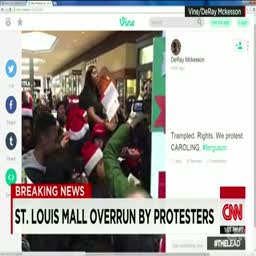 Vine/DeRay Mckesson
Vine
DeRay Mckesson
Trampled. Rights. We protest.
CAROLING. #ferguson
BREAKING NEWS
ST. LOUIS MALL OVERRUN BY PROTESTERS
CNN
#THELEAD